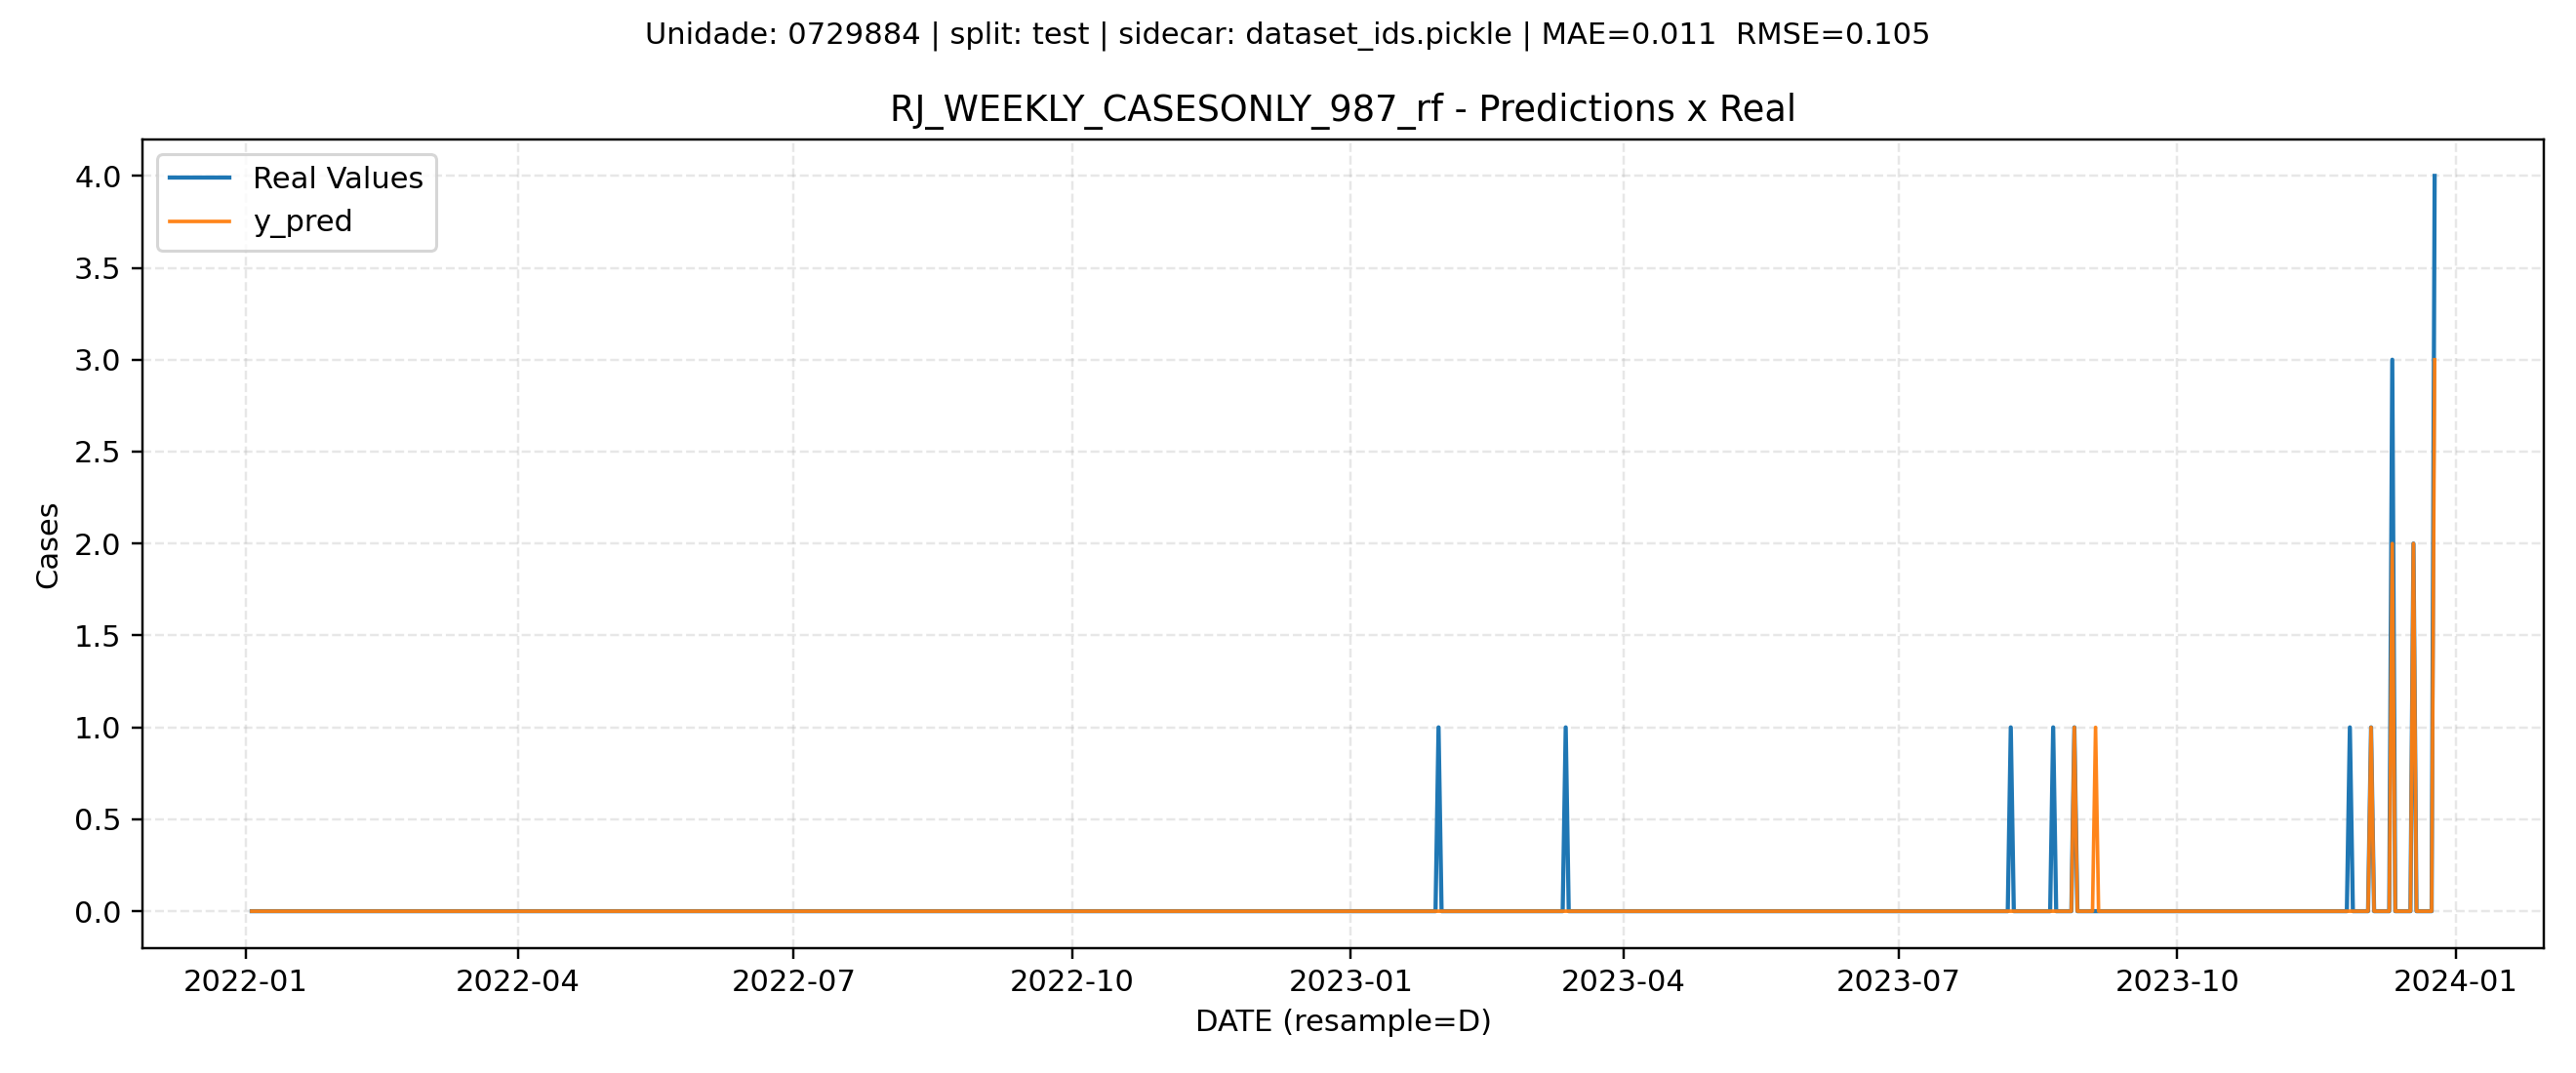 Unidade: 0729884 | split: test | sidecar: dataset_ids.pickle | MAE=0.011  RMSE=0.105
RJ_WEEKLY_CASESONLY_987_rf - Predictions x Real
Real Values
y_pred
4.0
3.5
3.0
2.5
2.0
1.5
1.0
0.5
0.0
Cases
2022-01 2022-04 2022-07 2022-10 2023-01 2023-04 2023-07 2023-10 2024-01
DATE (resample=D)